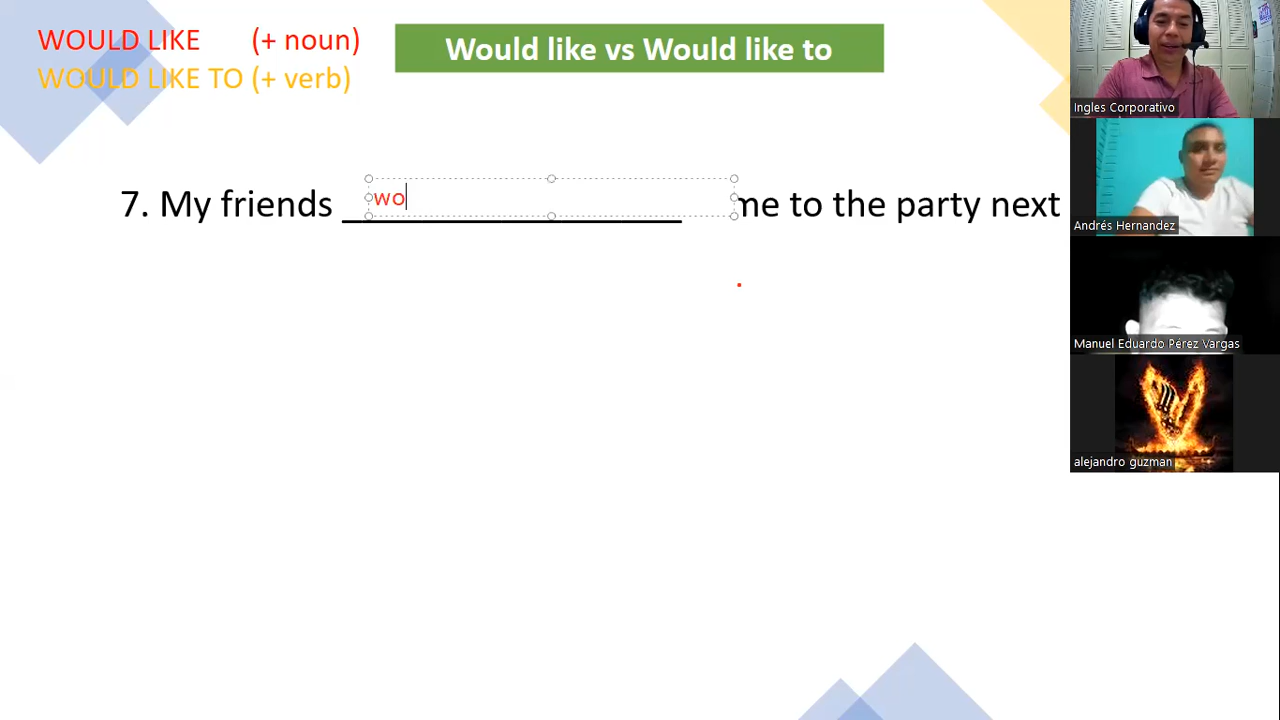 WOULD LIKE (+ noun)
WOULD LIKE TO (+ verb)
Would like vs Would like to
7. My friends ____________________ me to the party next
wo
Ingles Corporativo
Andrés Hernandez
Manuel Eduardo Pérez Vargas
alejandro guzman